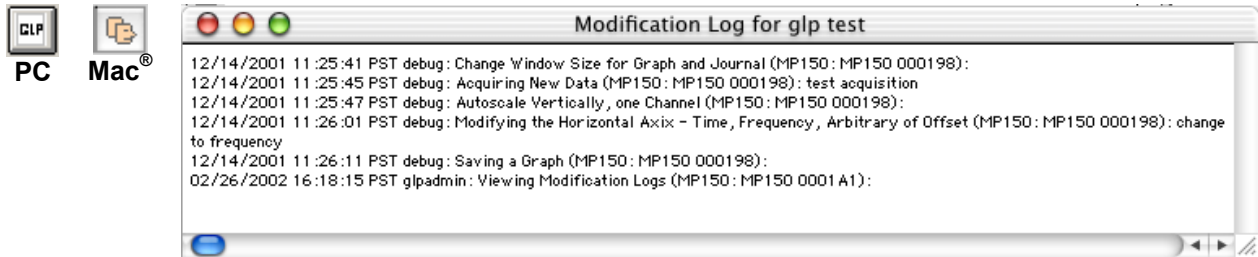 GLP
PC
Mac®
Modification Log for glp test
12/14/2001 11:25:41 PST debug: Change Window Size for Graph and Journal (MP150: MP150 000198):
12/14/2001 11:25:45 PST debug: Acquiring New Data (MP150: MP150 000198): test acquisition
12/14/2001 11:25:47 PST debug: Autoscale Vertically, one Channel (MP150: MP150 000198):
12/14/2001 11:26:01 PST debug: Modifying the Horizontal Axix - Time, Frequency, Arbitrary of Offset (MP150: MP150 000198): change
to frequency
12/14/2001 11:26:11 PST debug: Saving a Graph (MP150: MP150 000198):
02/26/2002 16:18:15 PST glpadmin: Viewing Modification Logs (MP150: MP150 0001A1):